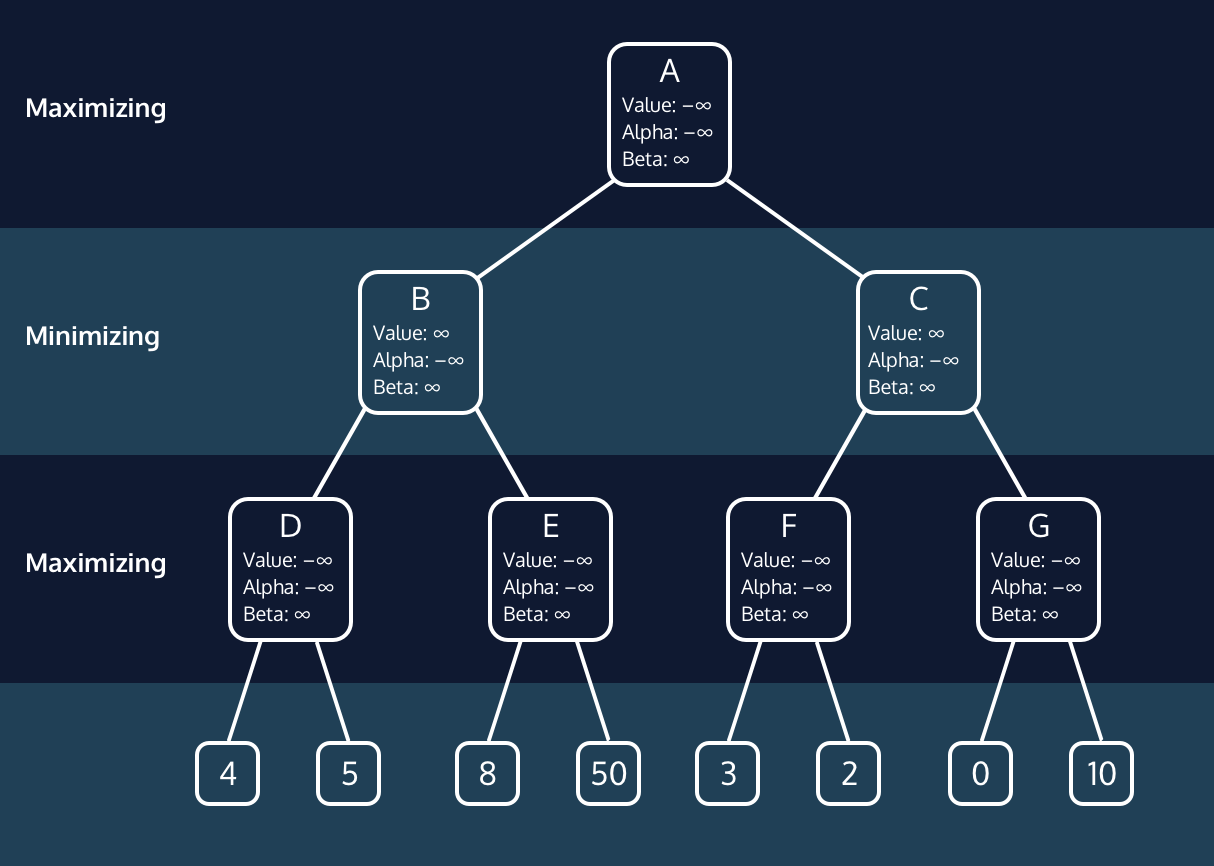 A
Maximizing
Value: –∞
Alpha: –∞
Beta: ∞
B
C
Minimizing
Value: ∞
Alpha: –∞
Beta: ∞
Value: ∞
Alpha: –∞
Beta: ∞
D
E
F
G
Maximizing
Value: –∞
Alpha: –∞
Beta: ∞
Value: –∞
Alpha: –∞
Beta: ∞
Value: –∞
Alpha: –∞
Beta: ∞
Value: –∞
Alpha: –∞
Beta: ∞
4
5
8
50
3
2
0
10